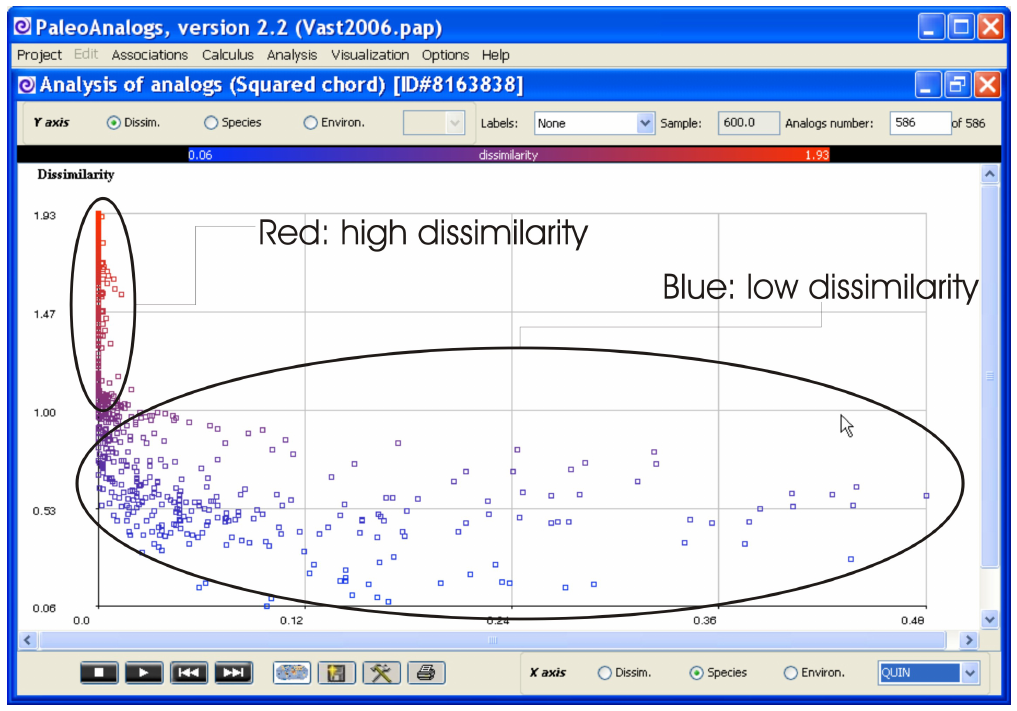 PaleoAnalogs, version 2.2 (Vast2006.pap)
Project Edit Associations Calculus Analysis Visualization Options Help
Analysis of analogs (Squared chord) [ID#8163838]
Y axis Dissim. Species Environ. Labels: None Sample: 600.0 Analogs number: 586 of 586
0.06 dissimilarity 1.93
Dissimilarity
1.93
Red: high dissimilarity
Blue: low dissimilarity
1.47
1.00
0.53
0.06
0.0 0.12 0.24 0.36 0.48
X axis Dissim. Species Environ. QUIN